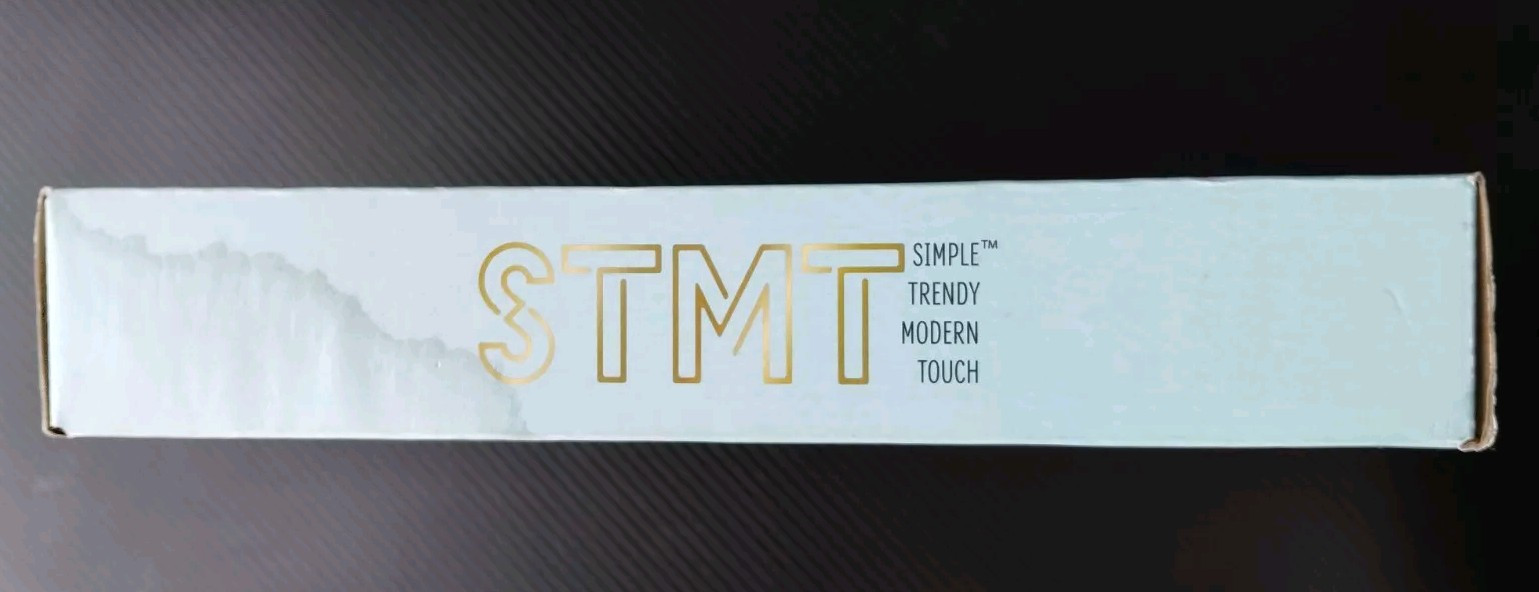 STMT
SIMPLE™
TRENDY
MODERN
TOUCH